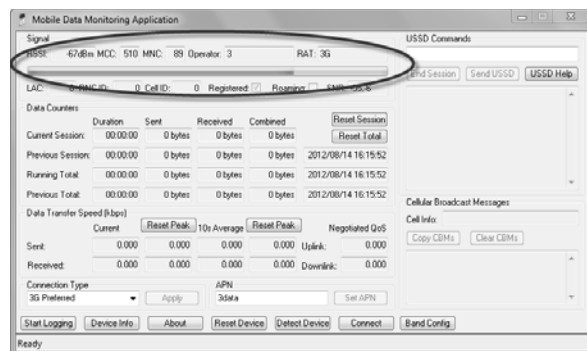 Mobile Data Monitoring Application
Signal
RSSI: -67dBm MCC: 510 MNC: 89 Operator: 3 RAT: 3G
LAC: 0 RNC ID: 0 Cell ID: 0 Registered: Roaming SNR:
Data Counters
Duration Sent Received Combined Reset Session
Current Session: 00:00:00 0 bytes 0 bytes 0 bytes Reset Total
Previous Session: 00:00:00 0 bytes 0 bytes 0 bytes 2012/08/14 16:15:52
Running Total: 00:00:00 0 bytes 0 bytes 0 bytes 2012/08/14 16:15:52
Previous Total: 00:00:00 0 bytes 0 bytes 0 bytes 2012/08/14 16:15:52
Data Transfer Speed (kbps)
Current Reset Peak 10s Average Reset Peak Negotiated QoS
Sent: 0.000 0.000 0.000 0.000 Uplink: 0.000
Received: 0.000 0.000 0.000 0.000 Downlink: 0.000
Connection Type APN
3G Preferred Apply 3data Set APN
Start Logging Device Info About Reset Device Detect Device Connect Band Config
Ready
USSD Commands
Session Send USSD USSD Help
Cellular Broadcast Messages
Cell Info:
Copy CBMs Clear CBMs